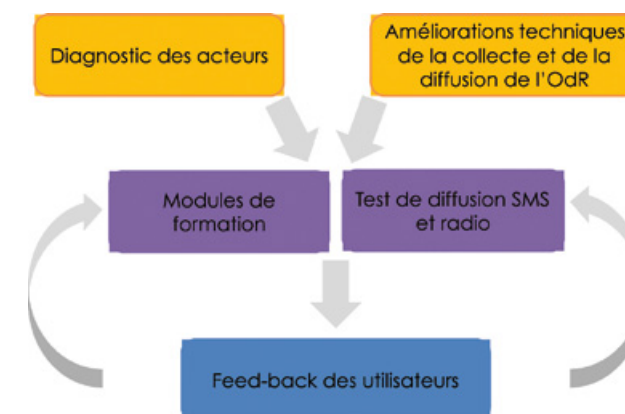 Diagnostic des acteurs
Améliorations techniques
de la collecte et de la
diffusion de l'OdR
Modules de
formation
Test de diffusion SMS
et radio
Feed-back des utilisateurs